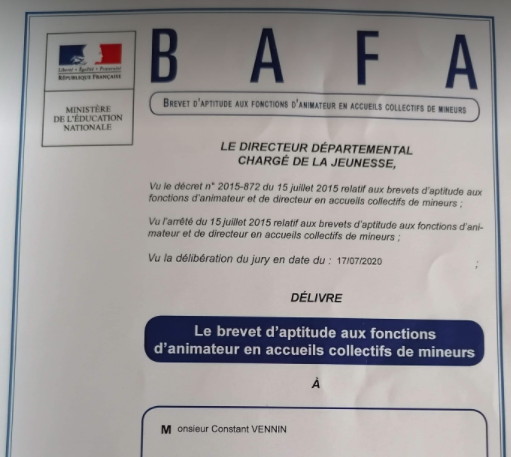 B A F A
Liberté • Égalité • Fraternité
RÉPUBLIQUE FRANÇAISE
MINISTÈRE
DE L'ÉDUCATION
NATIONALE
BREVET D'APTITUDE AUX FONCTIONS D'ANIMATEUR EN ACCUEILS COLLECTIFS DE MINEURS
LE DIRECTEUR DÉPARTEMENTAL
CHARGÉ DE LA JEUNESSE,
Vu le décret n° 2015-872 du 15 juillet 2015 relatif aux brevets d'aptitude aux
fonctions d'animateur et de directeur en accueils collectifs de mineurs ;
Vu l'arrêté du 15 juillet 2015 relatif aux brevets d'aptitude aux fonctions d'ani-
mateur et de directeur en accueils collectifs de mineurs ;
Vu la délibération du jury en date du : 17/07/2020 ;
DÉLIVRE
Le brevet d'aptitude aux fonctions
d'animateur en accueils collectifs de mineurs
À
M onsieur Constant VENNIN